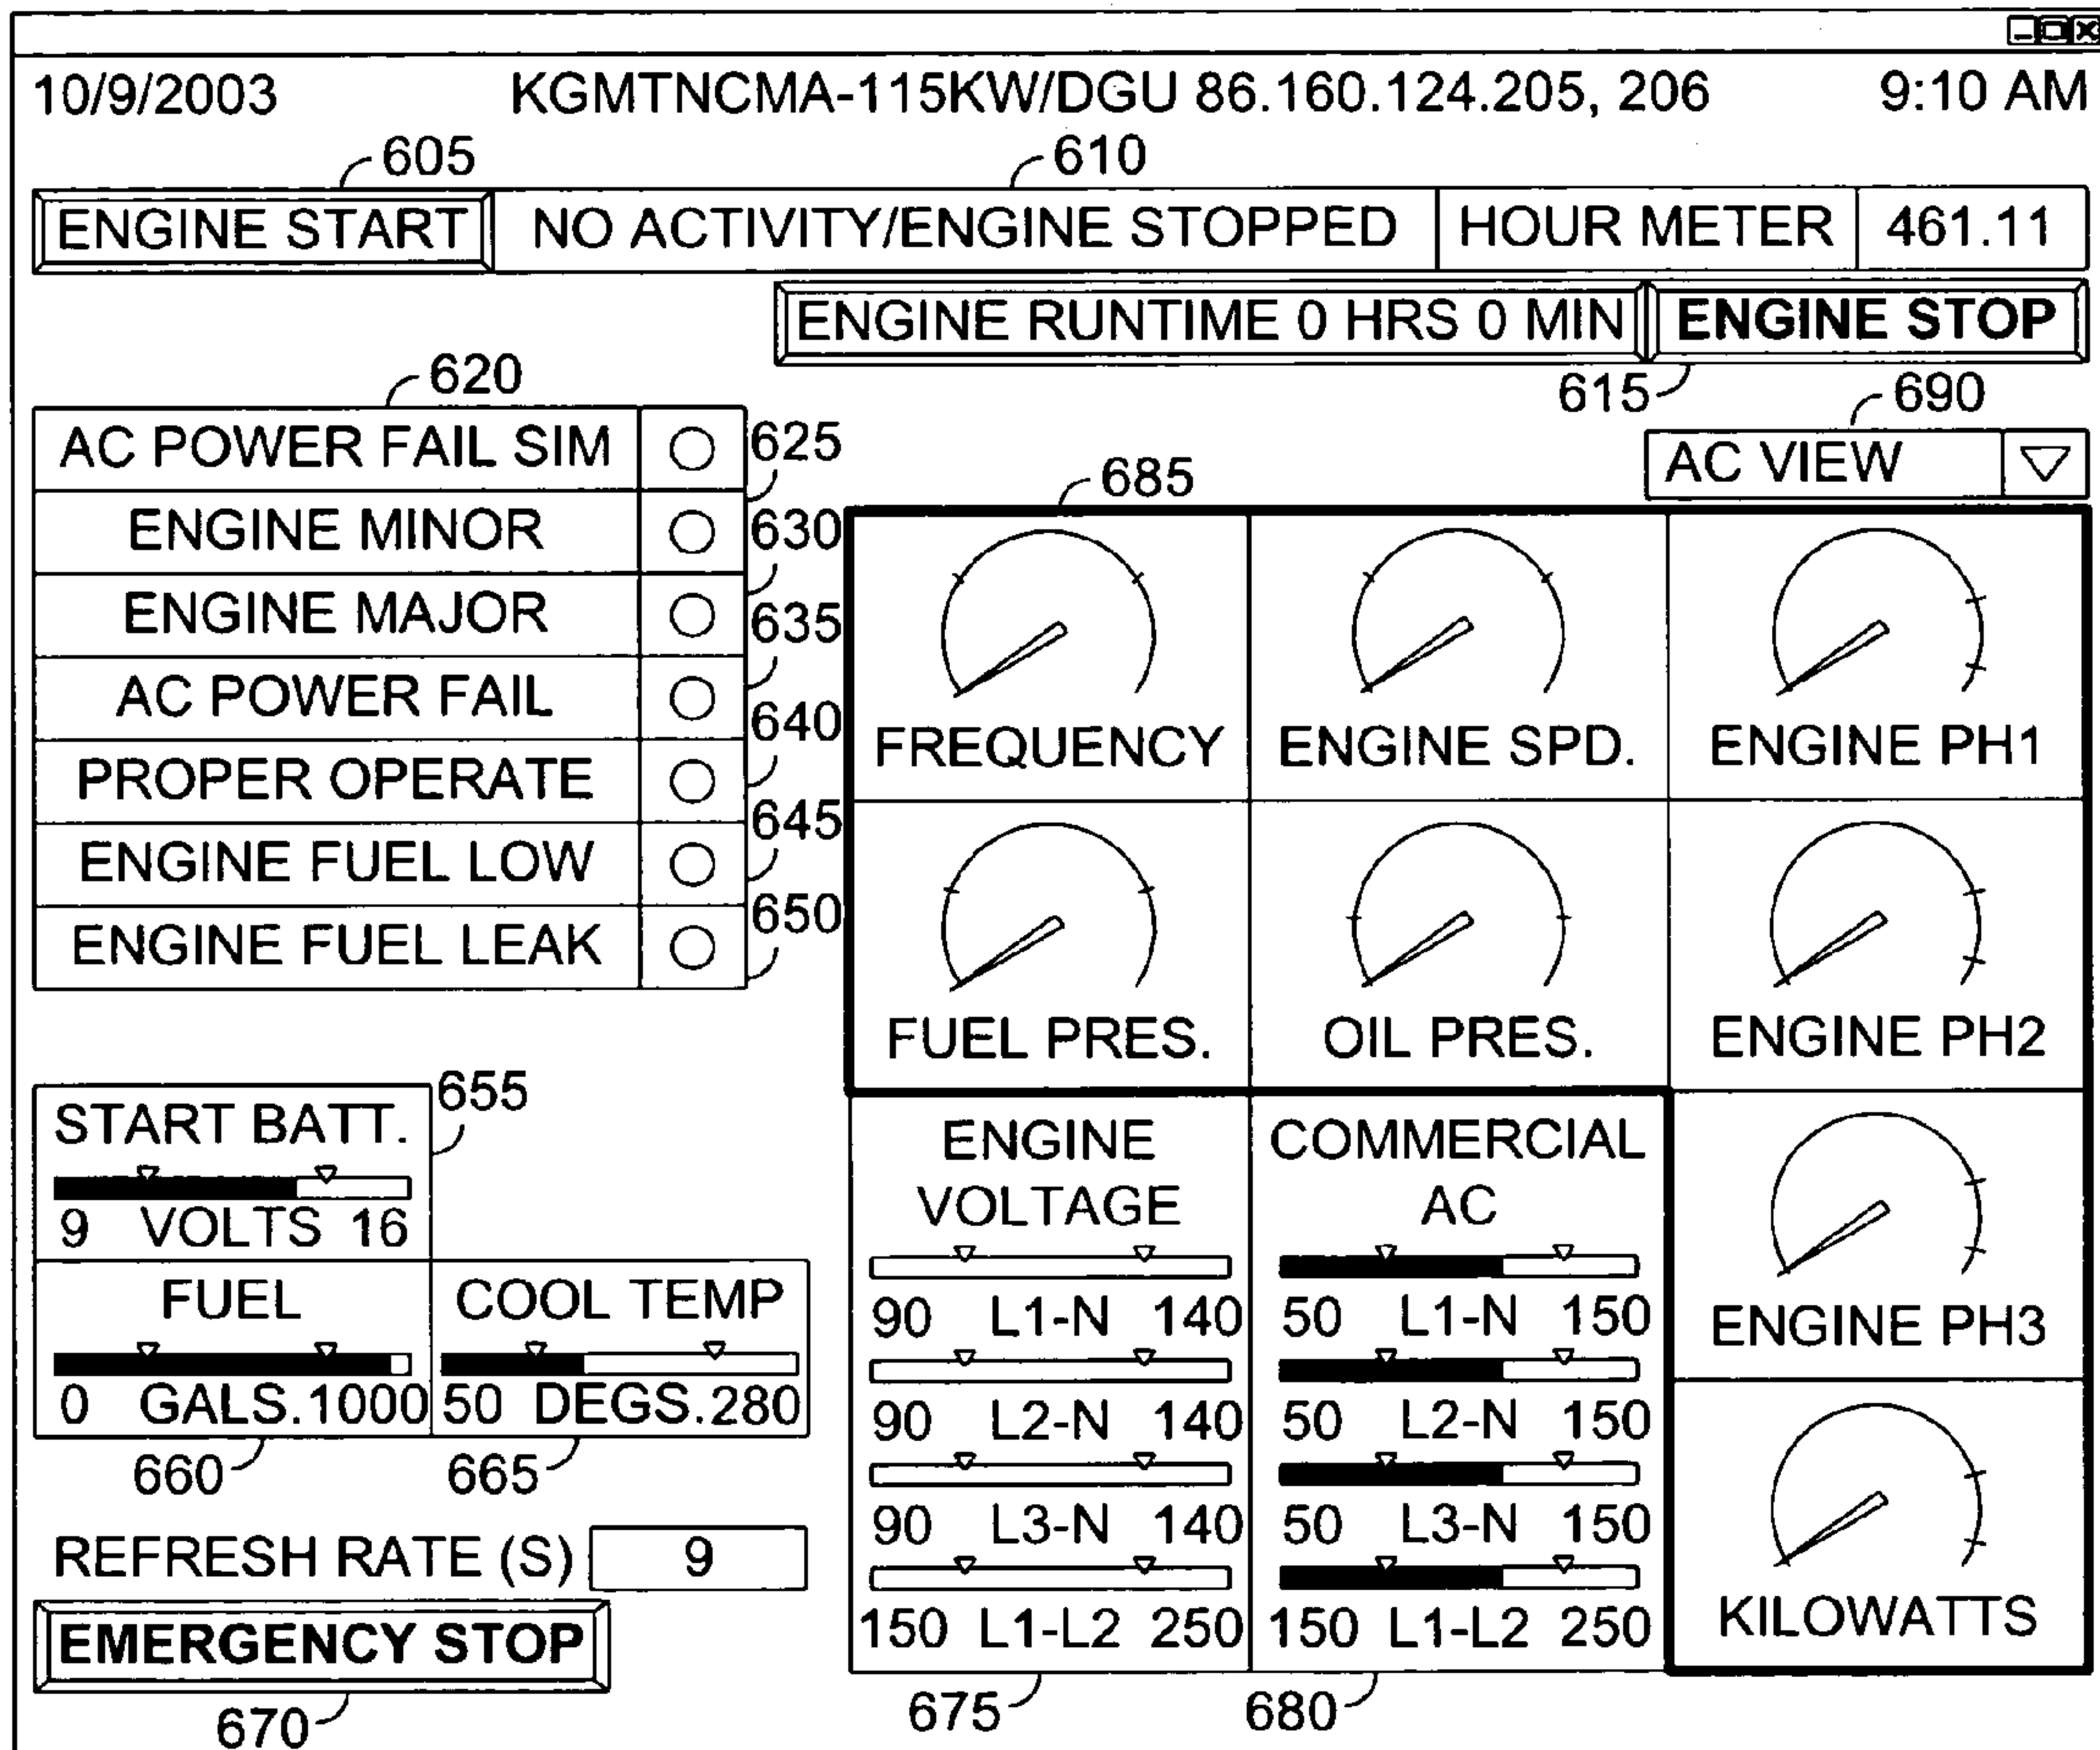 10/9/2003 KGMTNCMA-115KW/DGU 86.160.124.205, 206 9:10 AM
605 610
ENGINE START NO ACTIVITY/ENGINE STOPPED HOUR METER 461.11
ENGINE RUNTIME 0 HRS 0 MIN ENGINE STOP
615
620
AC POWER FAIL SIM 625
ENGINE MINOR 630
ENGINE MAJOR 635
AC POWER FAIL 640
PROPER OPERATE 645
ENGINE FUEL LOW 650
ENGINE FUEL LEAK
690
AC VIEW
685
FREQUENCY ENGINE SPD. ENGINE PH1
FUEL PRES. OIL PRES. ENGINE PH2
ENGINE PH3
KILOWATTS
655
START BATT.
9 VOLTS 16
FUEL
0 GALS. 1000
660
COOL TEMP
50 DEGS. 280
665
REFRESH RATE (S) 9
EMERGENCY STOP
670
ENGINE
VOLTAGE
90 L1-N 140
90 L2-N 140
90 L3-N 140
150 L1-L2 250
675
COMMERCIAL
AC
50 L1-N 150
50 L2-N 150
50 L3-N 150
150 L1-L2 250
680